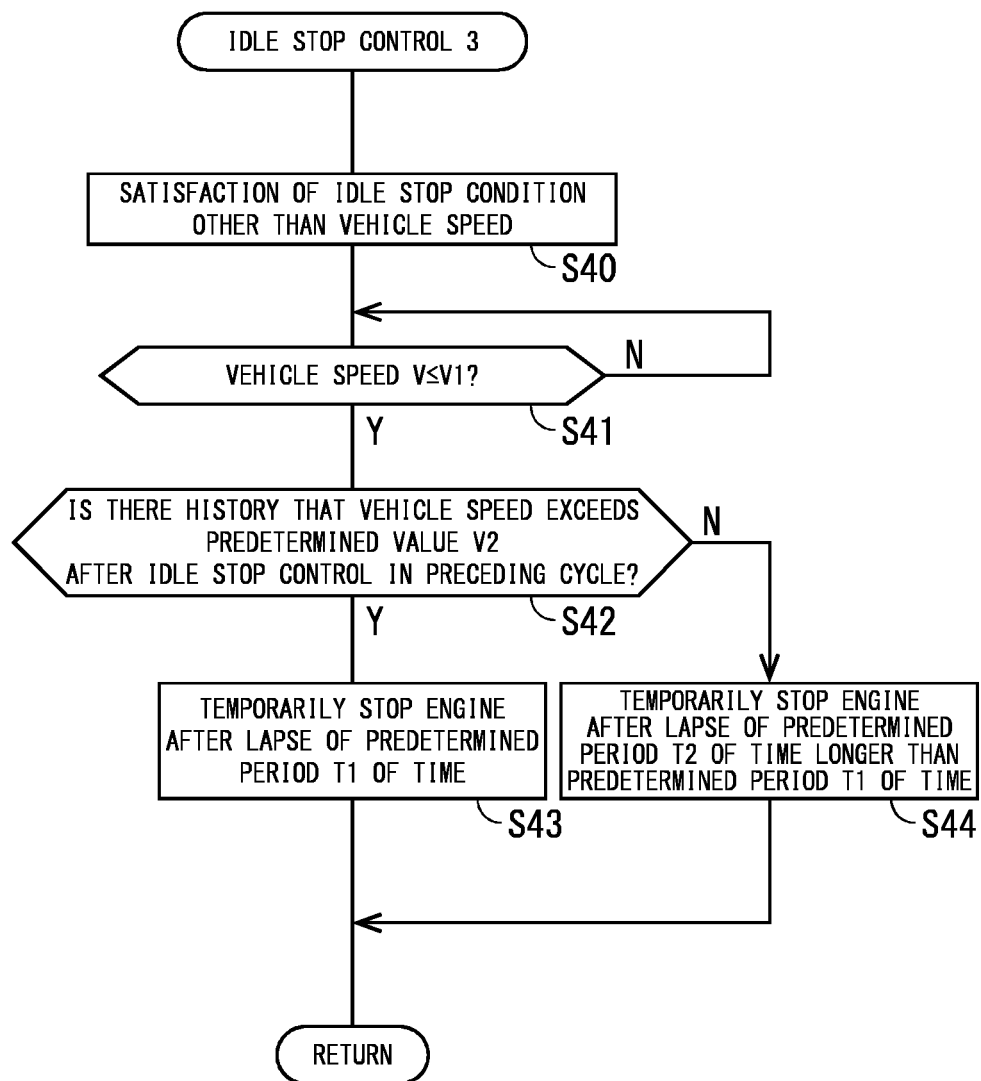 IDLE STOP CONTROL 3
SATISFACTION OF IDLE STOP CONDITION
OTHER THAN VEHICLE SPEED
S40
VEHICLE SPEED V≤V1?
N
S41
Y
IS THERE HISTORY THAT VEHICLE SPEED EXCEEDS
PREDETERMINED VALUE V2
AFTER IDLE STOP CONTROL IN PRECEDING CYCLE?
N
S42
Y
TEMPORARILY STOP ENGINE
AFTER LAPSE OF PREDETERMINED
PERIOD T1 OF TIME
S43
TEMPORARILY STOP ENGINE
AFTER LAPSE OF PREDETERMINED
PERIOD T2 OF TIME LONGER THAN
PREDETERMINED PERIOD T1 OF TIME
S44
RETURN